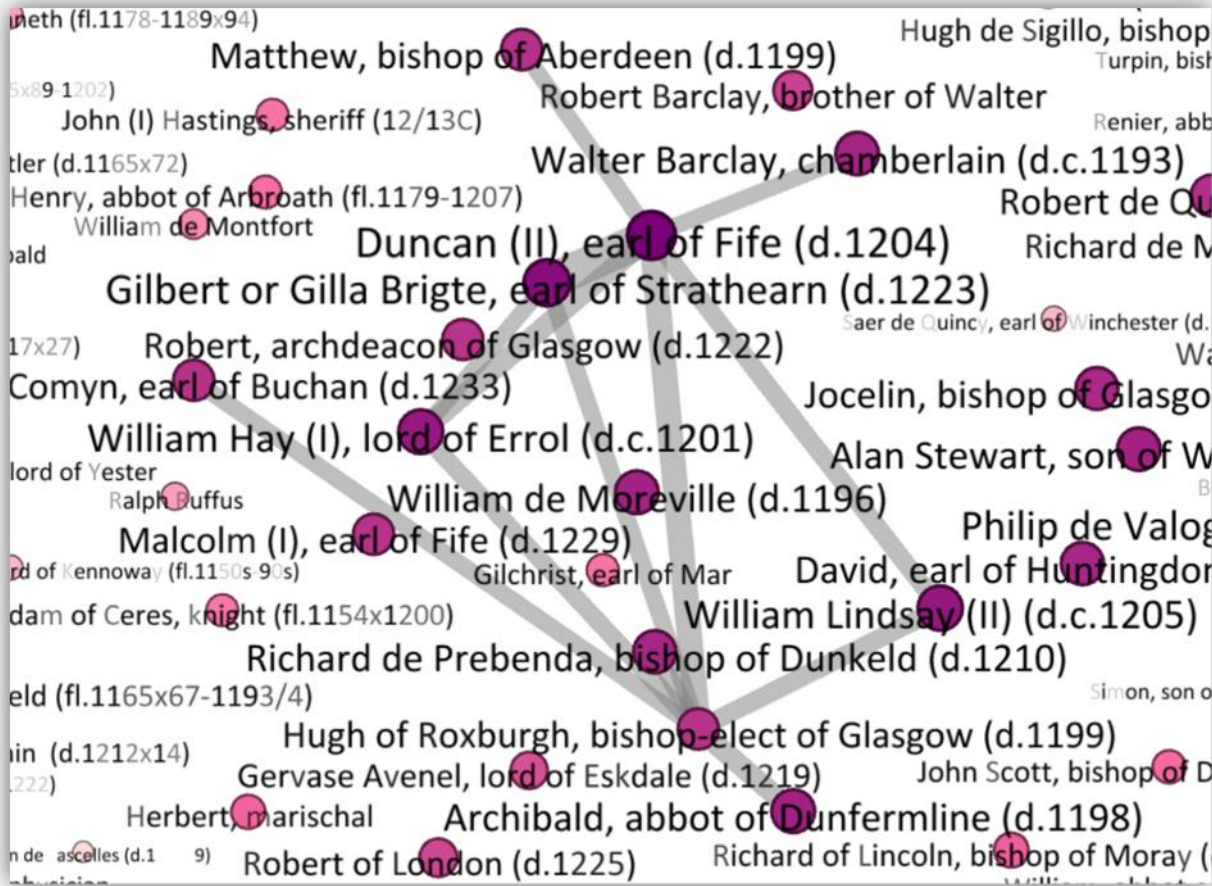 neth (fl.1178-1189x94)
Hugh de Sigillo, bishop
Matthew, bishop of Aberdeen (d.1199)
Turpin, bish
5x89-1202)
Robert Barclay, brother of Walter
John (I) Hastings, sheriff (12/13C)
Renier, abb
tler (d.1165x72)
Walter Barclay, chamberlain (d.c.1193)
Henry, abbot of Arbroath (fl.1179-1207)
Robert de Qu
William de Montfort
Duncan (II), earl of Fife (d.1204)
Richard de M
bald
Gilbert or Gilla Brigte, earl of Strathearn (d.1223)
Saer de Quincy, earl of Winchester (d.
17x27)
Robert, archdeacon of Glasgow (d.1222)
Wa
Comyn, earl of Buchan (d.1233)
Jocelin, bishop of Glasgo
William Hay (I), lord of Errol (d.c.1201)
Alan Stewart, son of W
lord of Yester
Ralph Ruffus
William de Moreville (d.1196)
B
Philip de Valog
Malcolm (I), earl of Fife (d.1229)
rd of Kennoway (fl.1150s-90s)
Gilchrist, earl of Mar
David, earl of Huntingdon
dam of Ceres, knight (fl.1154x1200)
William Lindsay (II) (d.c.1205)
Richard de Prebenda, bishop of Dunkeld (d.1210)
eld (fl.1165x67-1193/4)
Simon, son o
Hugh of Roxburgh, bishop-elect of Glasgow (d.1199)
in (d.1212x14)
Gervase Avenel, lord of Eskdale (d.1219)
John Scott, bishop of D
222)
Herbert, marischal
Archibald, abbot of Dunfermline (d.1198)
n de ascelles (d.1 9)
Robert of London (d.1225)
Richard of Lincoln, bishop of Moray (